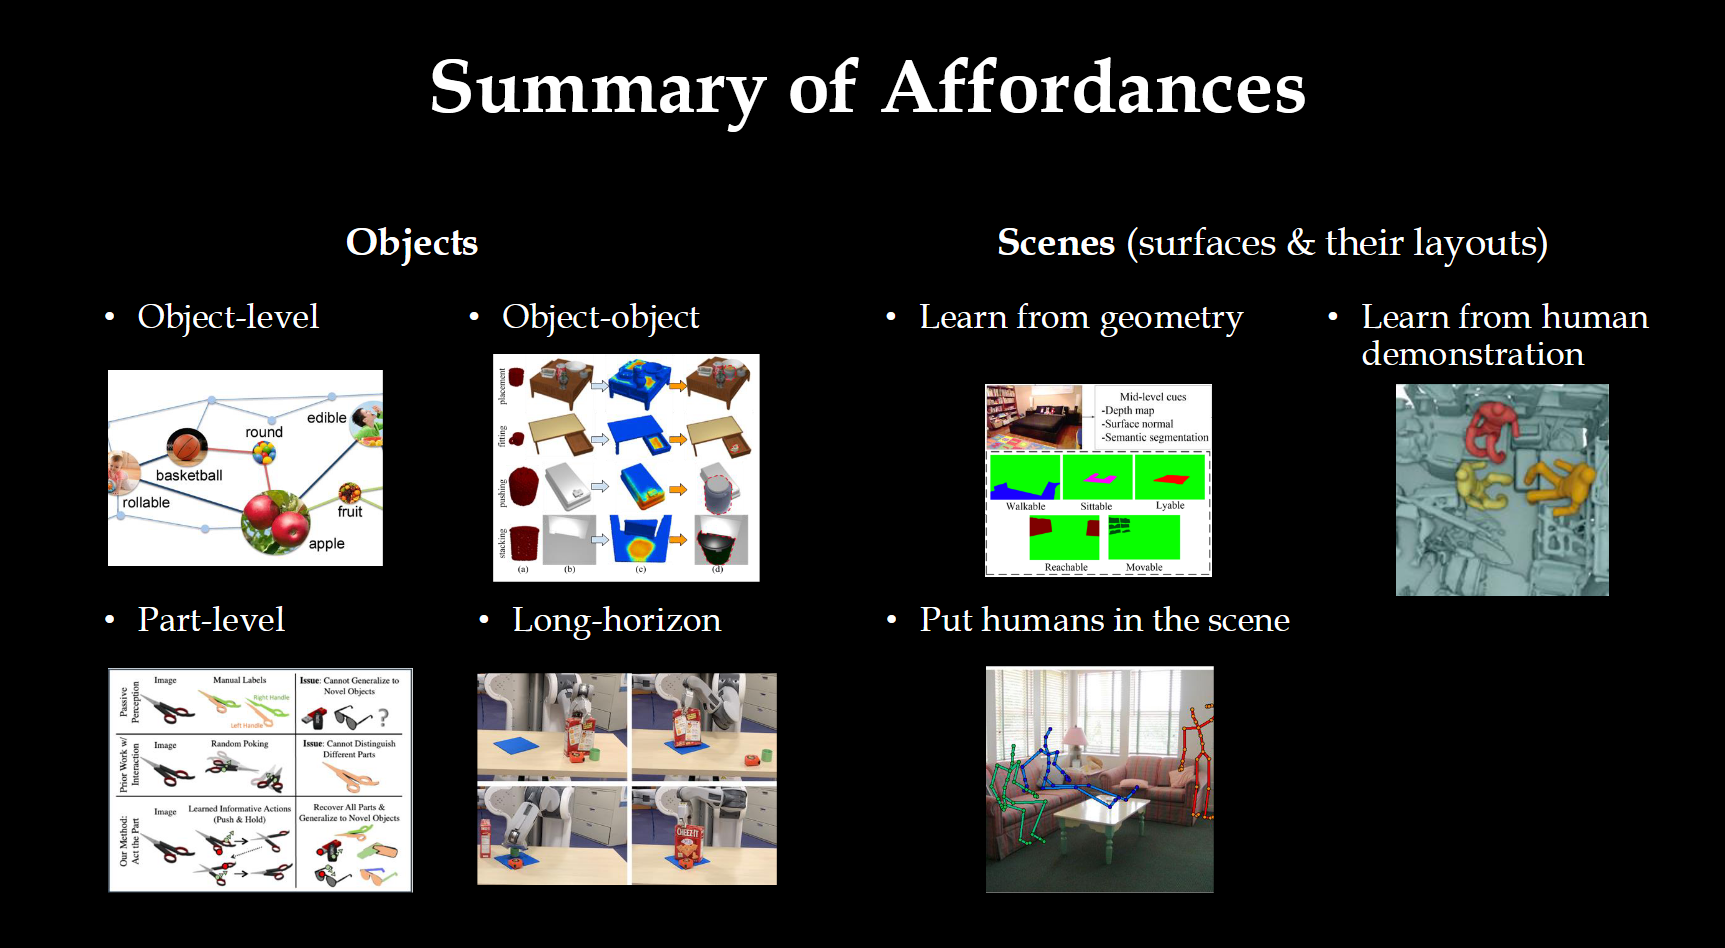 Summary of Affordances
Objects
Scenes (surfaces & their layouts)
• Object-level
• Object-object
• Learn from geometry
• Learn from human
demonstration
edible
round
basketball
rollable
fruit
apple
placement
fitting
pushing
stacking
(a) (b) (c) (d)
Mid-level cues
-Depth map
-Surface normal
-Semantic segmentation
Walkable Sittable Lyable
Reachable Movable
• Part-level
• Long-horizon
• Put humans in the scene
Passive
Perception
Image
Manual Labels
Right Handle
Left Handle
Issue: Cannot Generalize to
Novel Objects
?
Prior Work w/
Interaction
Image
Random Poking
Issue: Cannot Distinguish
Different Parts
Our Method:
Act the Part
Image
Learned Informative Actions
(Push & Hold)
Recover All Parts &
Generalize to Novel Objects
CHEEZ-IT